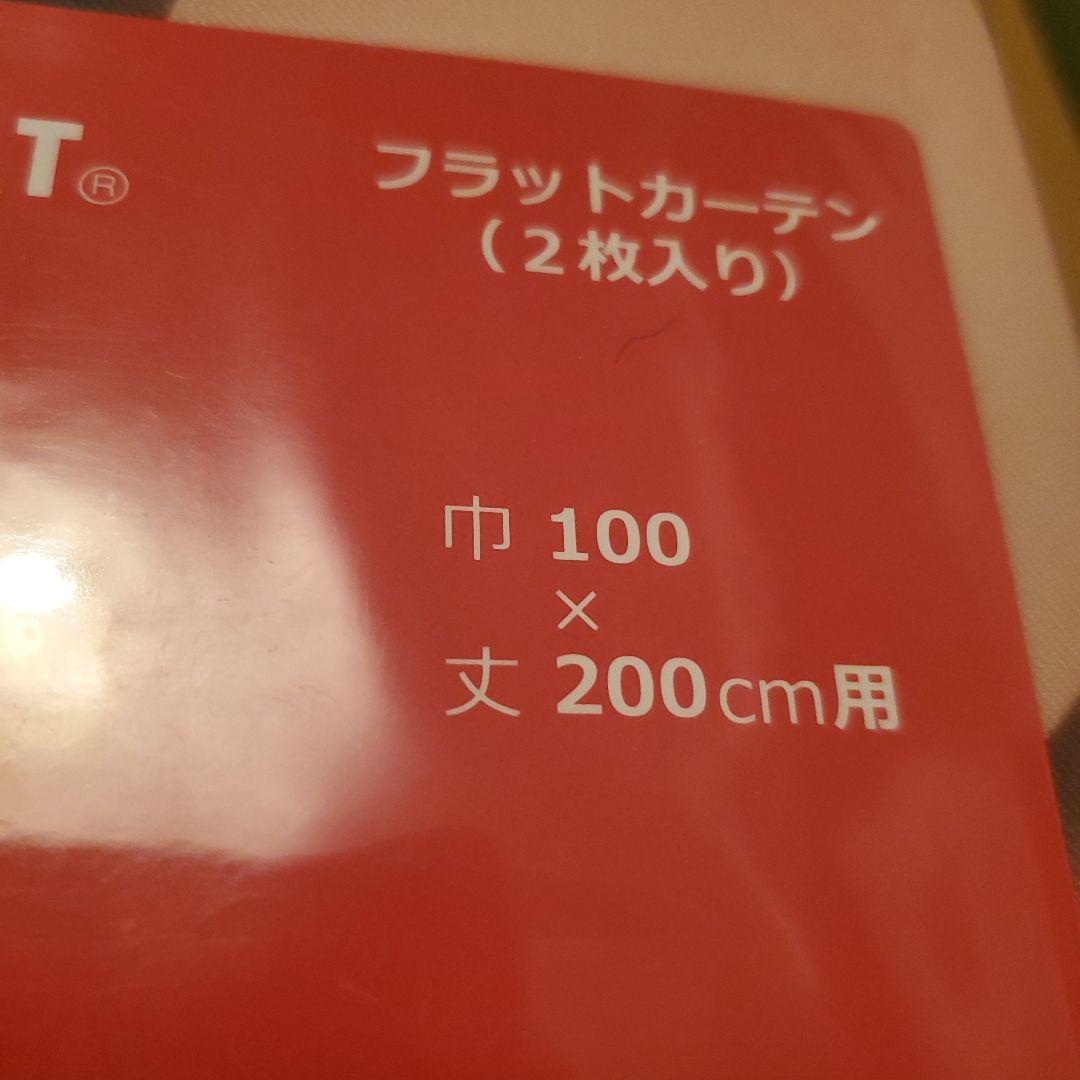 T®
フラットカーテン
（２枚入り）
巾 100
×
丈 200cm用